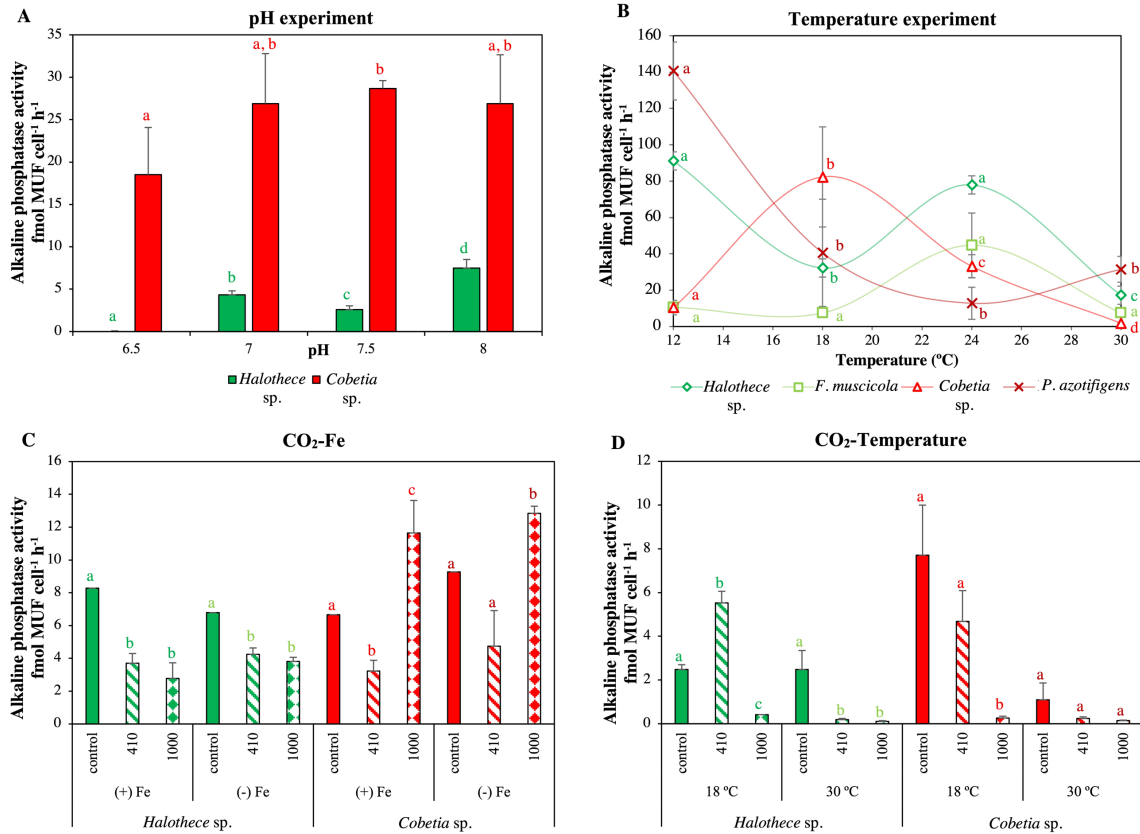 A
pH experiment
Alkaline phosphatase activity
fmol MUF cell⁻¹ h⁻¹
35
30
25
20
15
10
5
0
a
a
b
a, b
c
b
d
a, b
6.5
7
7.5
8
pH
Halothece
sp.
Cobetia
sp.
B
Temperature experiment
Alkaline phosphatase activity
fmol MUF cell⁻¹ h⁻¹
160
140
120
100
80
60
40
20
0
a
a
a
a
b
b
b
a
a
a
c
b
b
c
a
d
12
14
16
18
20
22
24
26
28
30
Temperature (ºC)
Halothece
sp.
F. muscicola
Cobetia
sp.
P. azotifigens
C
CO₂-Fe
Alkaline phosphatase activity
fmol MUF cell⁻¹ h⁻¹
16
14
12
10
8
6
4
2
0
a
b
b
a
b
b
a
b
c
a
a
b
control
410
1000
control
410
1000
control
410
1000
control
410
1000
(+) Fe
(-) Fe
(+) Fe
(-) Fe
Halothece sp.
Cobetia sp.
D
CO₂-Temperature
Alkaline phosphatase activity
fmol MUF cell⁻¹ h⁻¹
12
10
8
6
4
2
0
a
b
c
a
b
b
a
a
b
a
a
a
control
410
1000
control
410
1000
control
410
1000
control
410
1000
18 ºC
30 ºC
18 ºC
30 ºC
Halothece sp.
Cobetia sp.